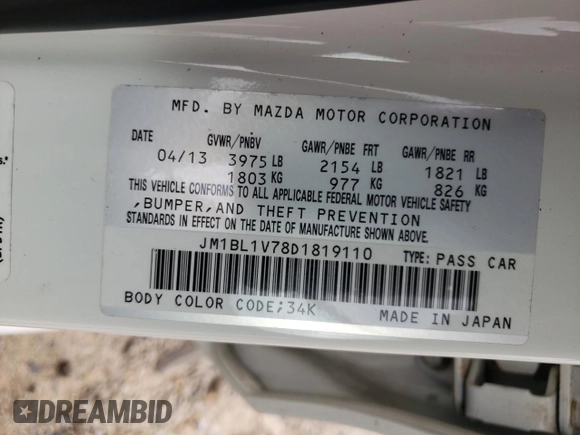 MFD. BY MAZDA MOTOR CORPORATION
DATE GVWR/PNBV GAWR/PNBE FRT GAWR/PNBE RR
04/13 3975 LB 2154 LB 1821 LB
1803 KG 977 KG 826 KG
THIS VEHICLE CONFORMS TO ALL APPLICABLE FEDERAL MOTOR VEHICLE SAFETY
,BUMPER,AND THEFT PREVENTION
STANDARDS IN EFFECT ON THE DATE OF MANUFACTURE SHOWN ABOVE.
JM1BL1V78D1819110 TYPE: PASS CAR
BODY COLOR CODE;34K
MADE IN JAPAN
DREAMBID